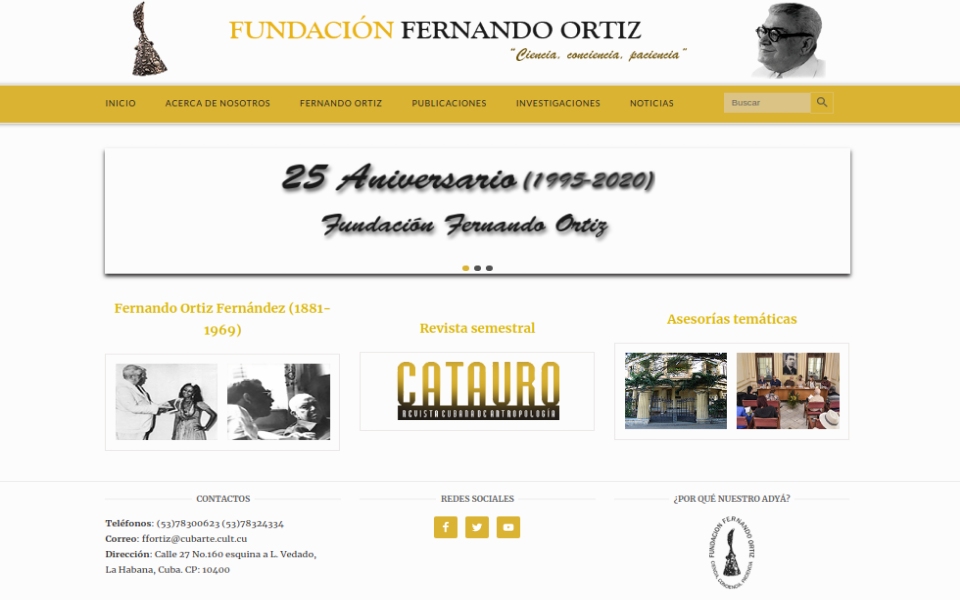 FUNDACIÓN FERNANDO ORTIZ
"Ciencia, conciencia, paciencia"
INICIO ACERCA DE NOSOTROS FERNANDO ORTIZ PUBLICACIONES INVESTIGACIONES NOTICIAS Buscar
25 Aniversario (1995-2020)
Fundación Fernando Ortiz
Fernando Ortiz Fernández (1881-
1969)
Revista semestral
CATAURO
REVISTA CUBANA DE ANTROPOLOGÍA
Asesorías temáticas
CONTACTOS
Teléfonos: (53)78300623 (53)78324334
Correo: ffortiz@cubarte.cult.cu
Dirección: Calle 27 No.160 esquina a L. Vedado,
La Habana, Cuba. CP: 10400
REDES SOCIALES
¿POR QUÉ NUESTRO ADYÁ?
FUNDACIÓN FERNANDO ORTIZ
CIENCIA, CONCIENCIA, PACIENCIA